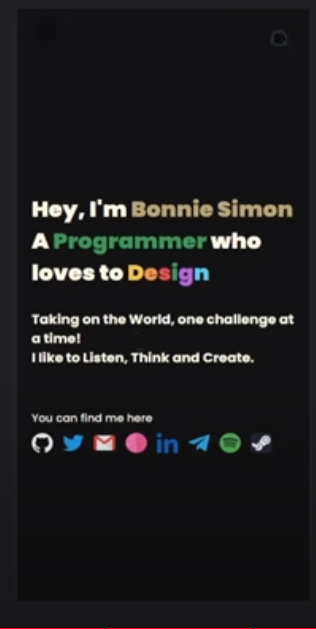 Hey, I'm Bonnie Simon
A Programmer who
loves to Design
Taking on the World, one challenge at
a time!
I like to Listen, Think and Create.
You can find me here
in